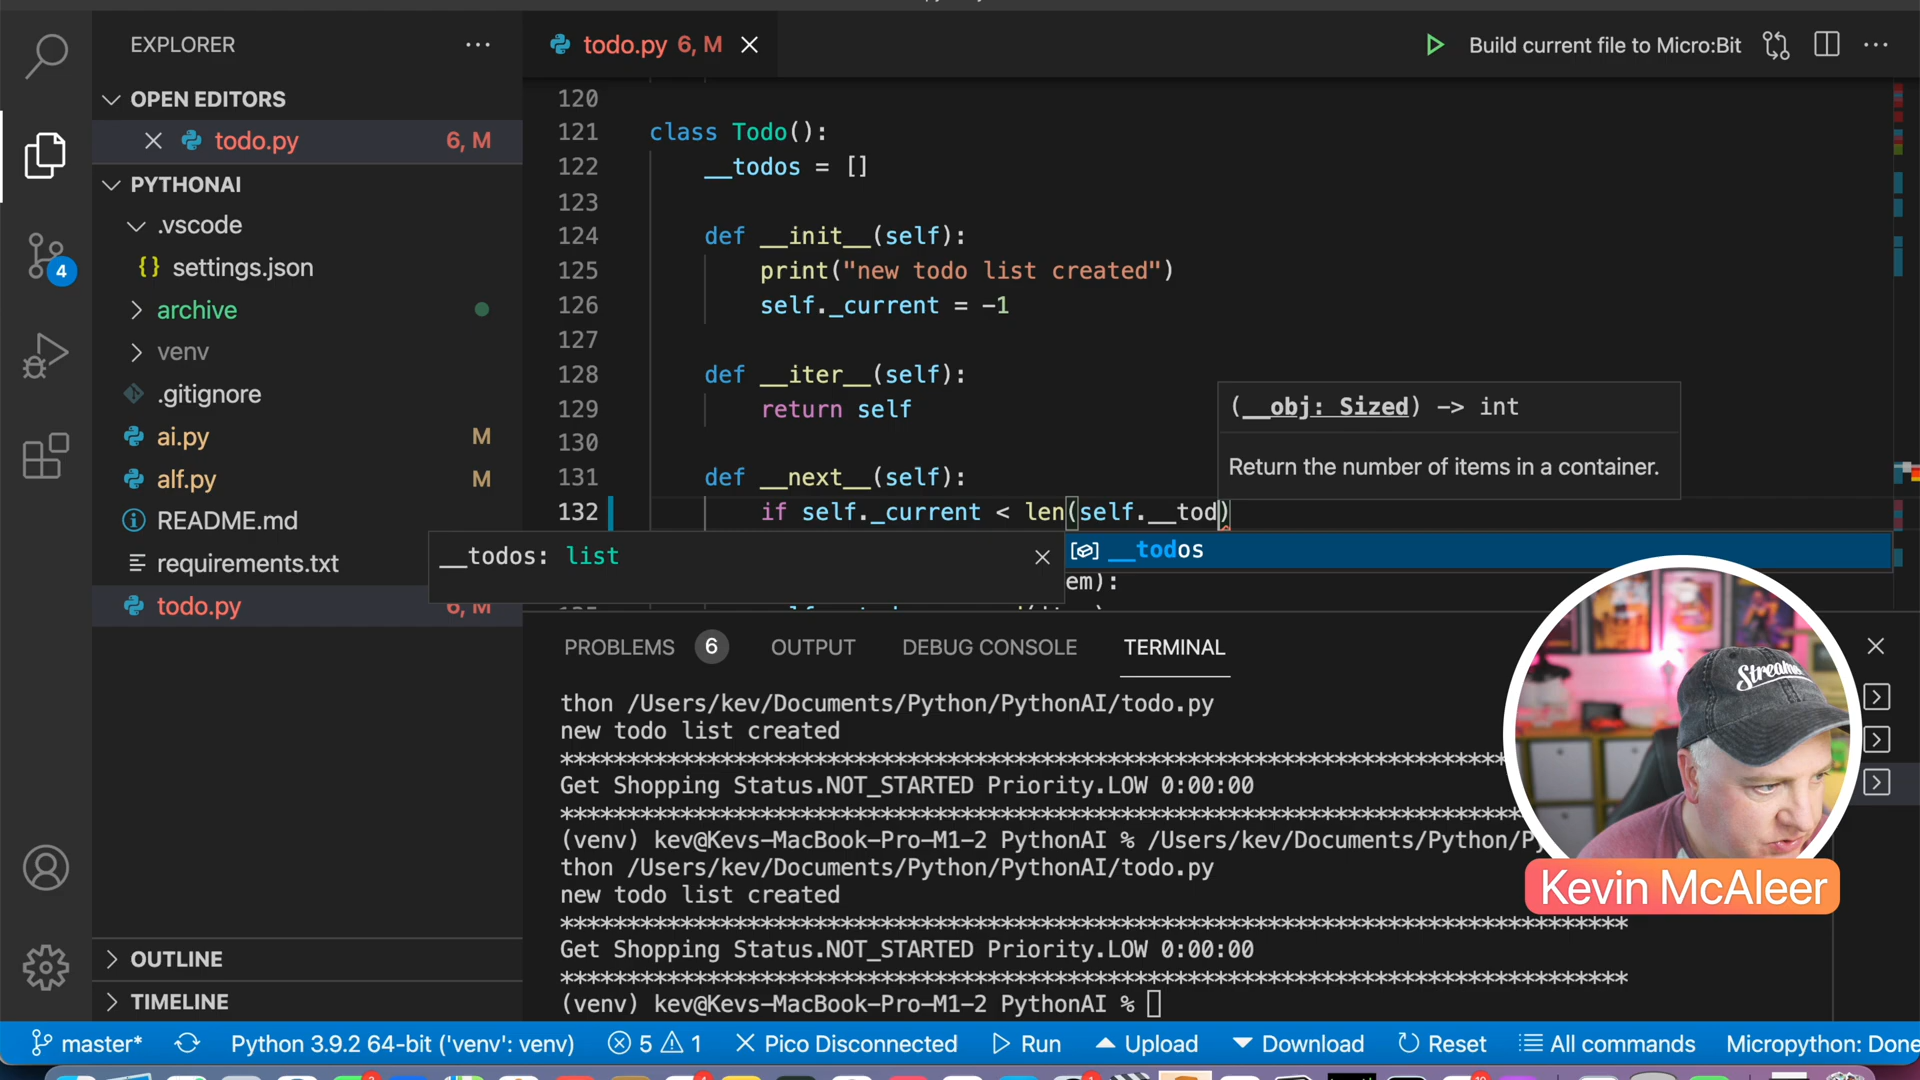 EXPLORER
OPEN EDITORS
todo.py 6, M
PYTHONAI
.vscode
settings.json
archive
venv
.gitignore
ai.py M
alf.py M
README.md
requirements.txt
todo.py 6, M
OUTLINE
TIMELINE
4
todo.py 6, M
Build current file to Micro:Bit
120
121 class Todo():
122 __todos = []
123
124 def __init__(self):
125 print("new todo list created")
126 self._current = -1
127
128 def __iter__(self):
129 return self
130
131 def __next__(self):
132 if self._current < len(self.__tod)
(__obj: Sized) -> int
Return the number of items in a container.
__todos: list
__todos
em):
PROBLEMS 6 OUTPUT DEBUG CONSOLE TERMINAL
thon /Users/kev/Documents/Python/PythonAI/todo.py
new todo list created
Get Shopping Status.NOT_STARTED Priority.LOW 0:00:00
(venv) kev@Kevs-MacBook-Pro-M1-2 PythonAI % /Users/kev/Documents/Python/Py
thon /Users/kev/Documents/Python/PythonAI/todo.py
new todo list created
Get Shopping Status.NOT_STARTED Priority.LOW 0:00:00
(venv) kev@Kevs-MacBook-Pro-M1-2 PythonAI %
Kevin McAleer
master* Python 3.9.2 64-bit ('venv': venv) 5 1 Pico Disconnected Run Upload Download Reset All commands Micropython: Done